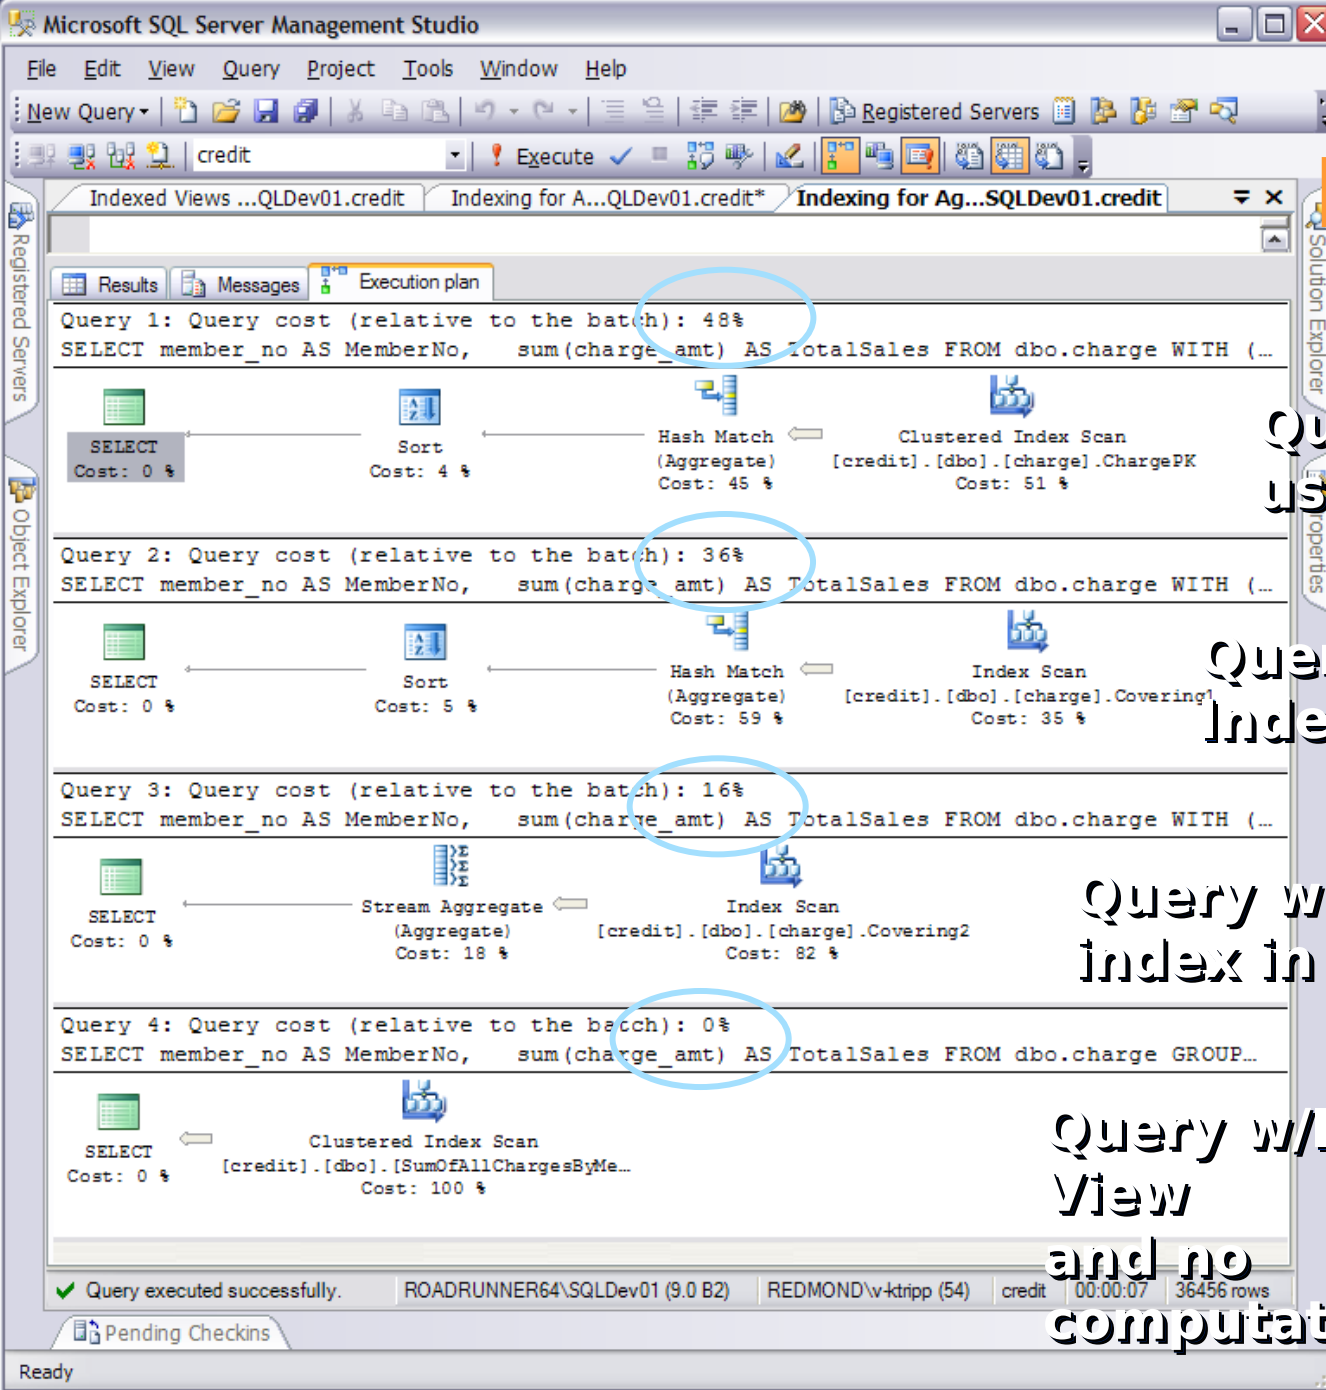 Microsoft SQL Server Management Studio
File Edit View Query Project Tools Window Help
New Query Registered Servers
credit Execute
Indexed Views ...QLDev01.credit Indexing for A...QLDev01.credit* Indexing for Ag...SQLDev01.credit
Registered Servers
Object Explorer
Solution Explorer
Results Messages Execution plan
Query 1: Query cost (relative to the batch): 48%
SELECT member_no AS MemberNo, sum(charge_amt) AS TotalSales FROM dbo.charge WITH (…
SELECT
Cost: 0 %
Sort
Cost: 4 %
Hash Match
(Aggregate)
Cost: 45 %
Clustered Index Scan
[credit].[dbo].[charge].ChargePK
Cost: 51 %
Query 2: Query cost (relative to the batch): 36%
SELECT member_no AS MemberNo, sum(charge_amt) AS TotalSales FROM dbo.charge WITH (…
SELECT
Cost: 0 %
Sort
Cost: 5 %
Hash Match
(Aggregate)
Cost: 59 %
Index Scan
[credit].[dbo].[charge].Covering1
Cost: 35 %
Query 3: Query cost (relative to the batch): 16%
SELECT member_no AS MemberNo, sum(charge_amt) AS TotalSales FROM dbo.charge WITH (…
SELECT
Cost: 0 %
Stream Aggregate
(Aggregate)
Cost: 18 %
Index Scan
[credit].[dbo].[charge].Covering2
Cost: 82 %
Query w
index in
Query 4: Query cost (relative to the batch): 0%
SELECT member_no AS MemberNo, sum(charge_amt) AS TotalSales FROM dbo.charge GROUP…
SELECT
Cost: 0 %
Clustered Index Scan
[credit].[dbo].[SumOfAllChargesByMe…
Cost: 100 %
Query w/
View
and no
computat
Query executed successfully. ROADRUNNER64\SQLDev01 (9.0 B2) REDMOND\v-ktripp (54) credit 00:00:07 36456 rows
Pending Checkins
Ready